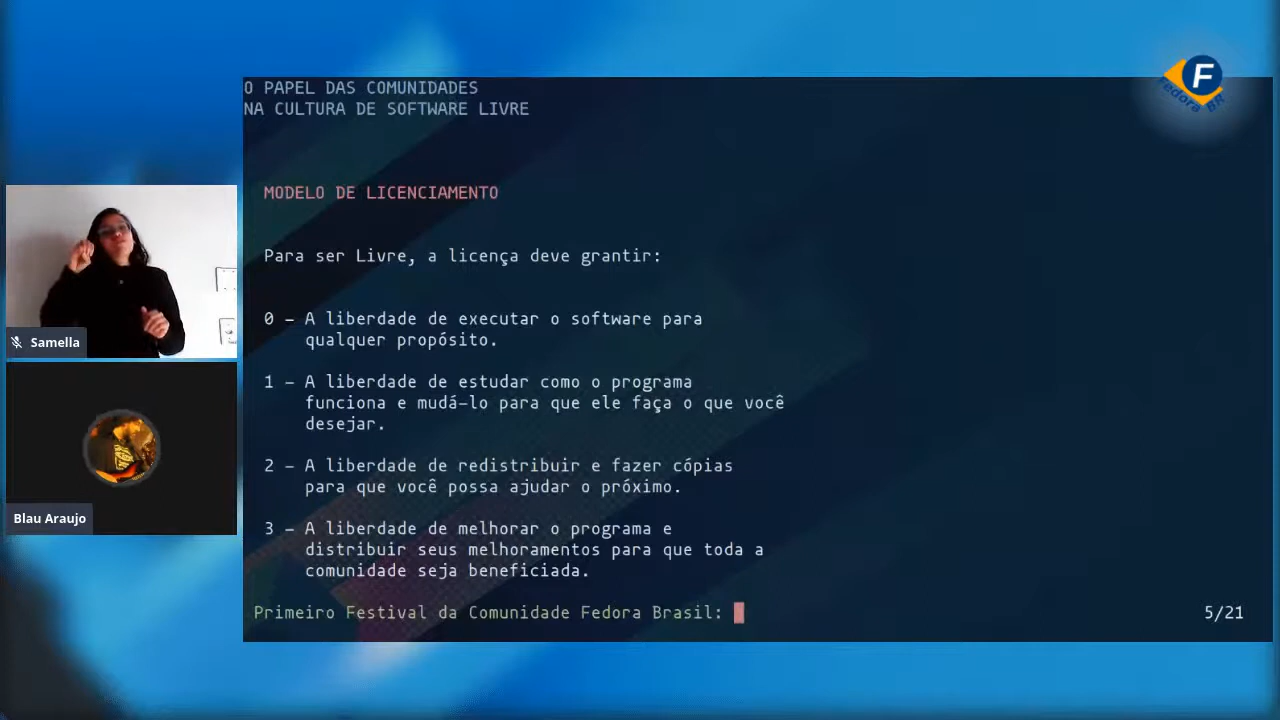 O PAPEL DAS COMUNIDADES
NA CULTURA DE SOFTWARE LIVRE
F
Fedora BR
MODELO DE LICENCIAMENTO
Para ser Livre, a licença deve grantir:
0 – A liberdade de executar o software para
qualquer propósito.
1 – A liberdade de estudar como o programa
funciona e mudá-lo para que ele faça o que você
desejar.
2 – A liberdade de redistribuir e fazer cópias
para que você possa ajudar o próximo.
3 – A liberdade de melhorar o programa e
distribuir seus melhoramentos para que toda a
comunidade seja beneficiada.
Primeiro Festival da Comunidade Fedora Brasil:
5/21
Samella
Blau Araujo